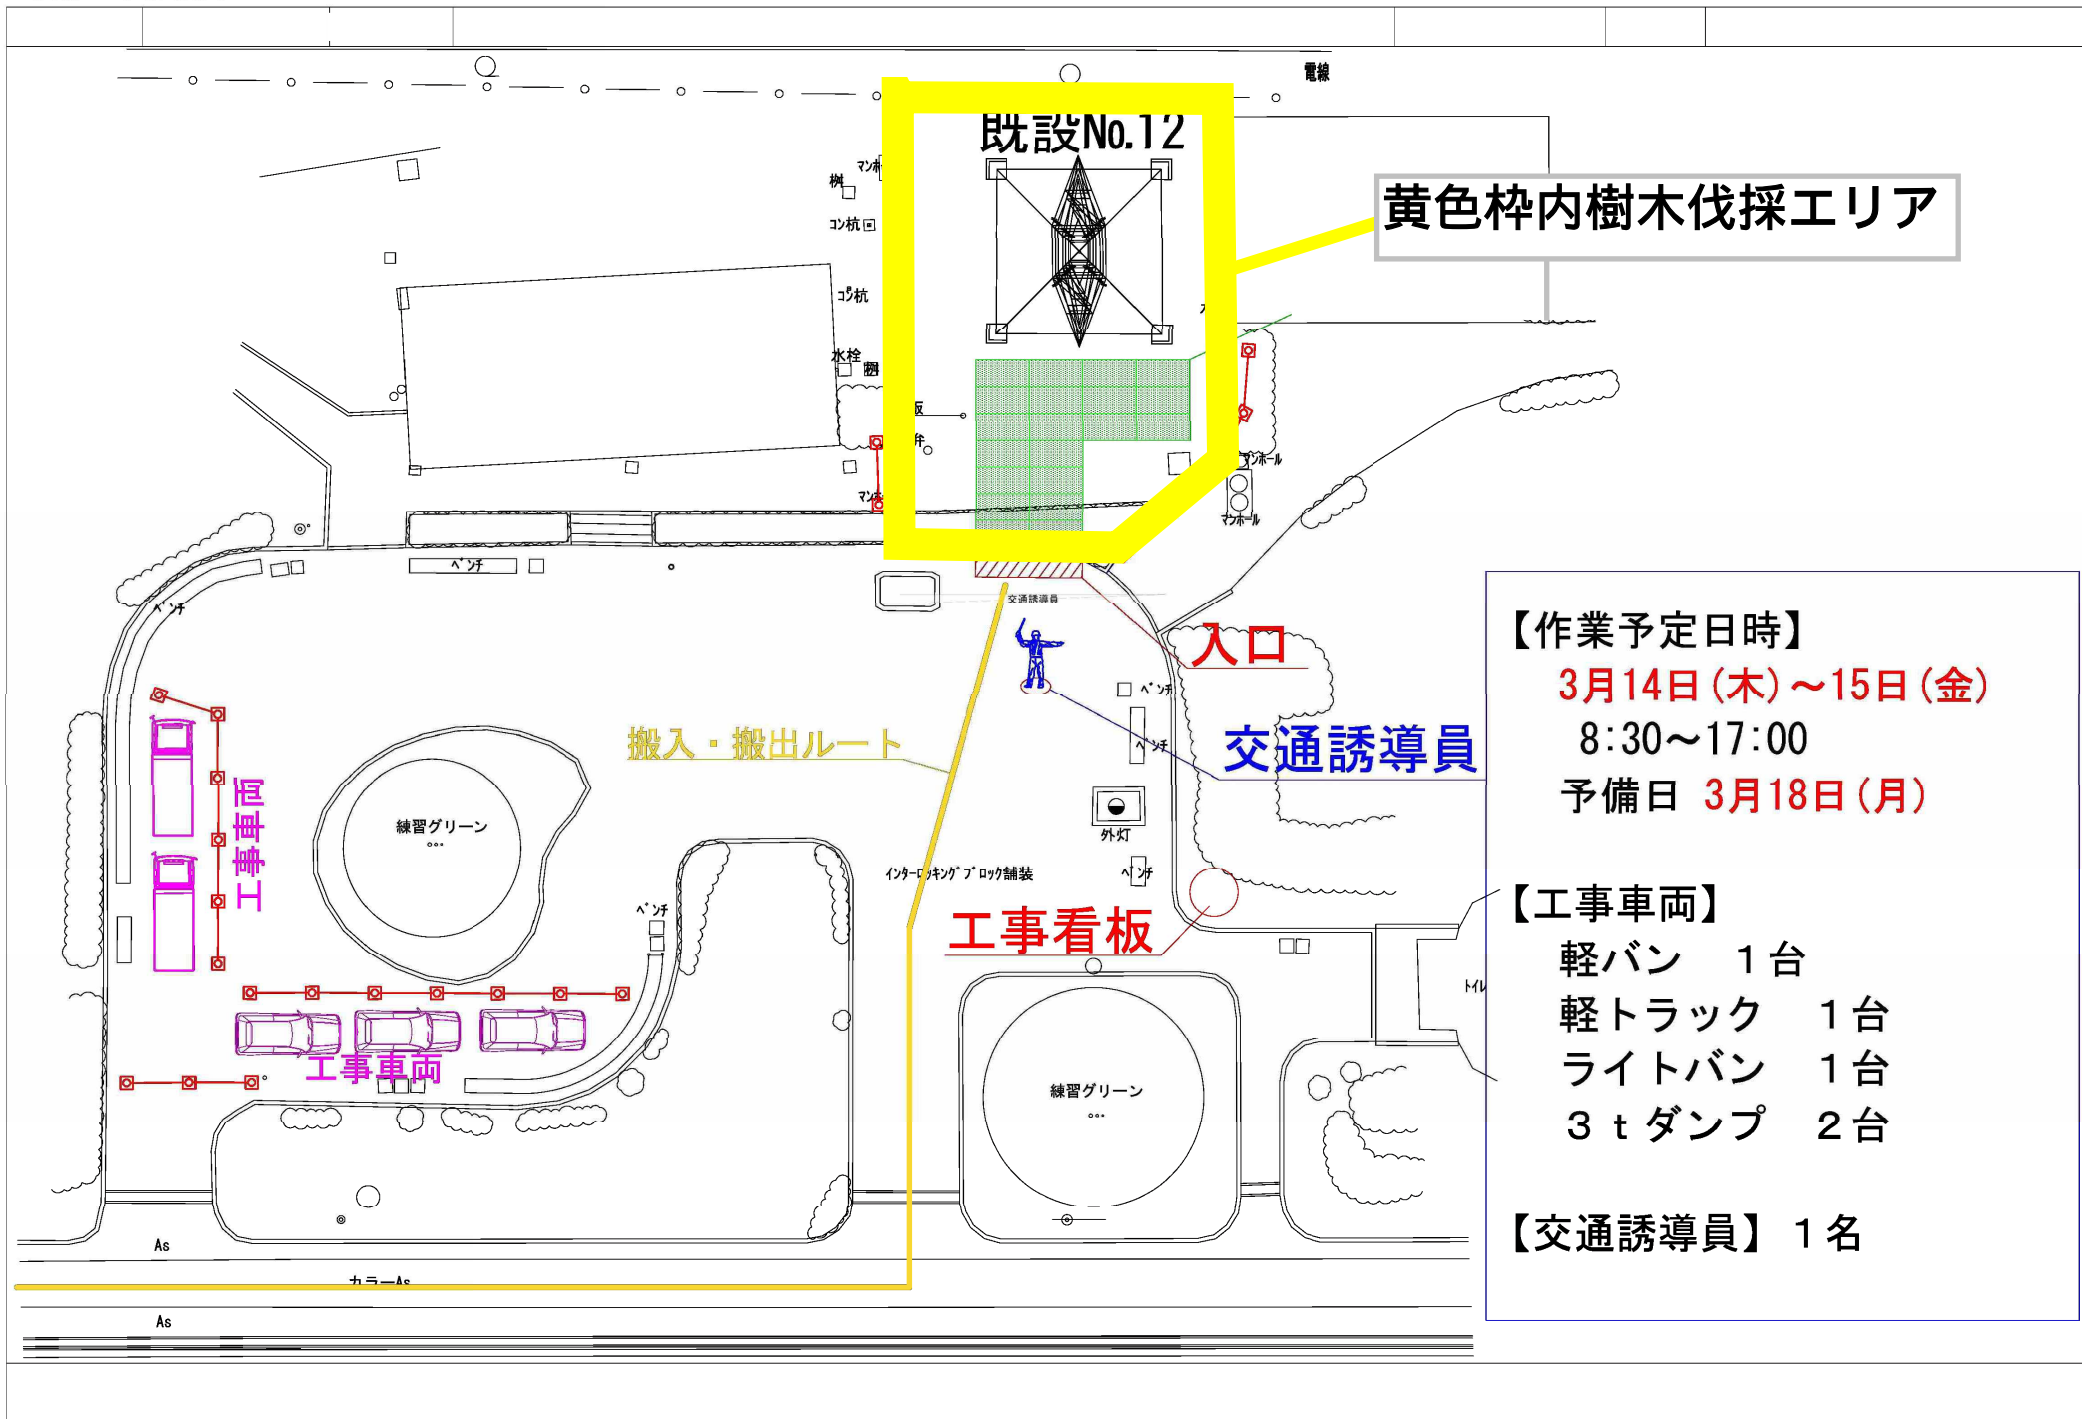 電線
既設No.12
桝
コン杭
コン杭
水栓
黄色枠内樹木伐採エリア
マンホール
マンホール
ベンチ
ベンチ
交通誘導員
入口
ベンチ
ベンチ
交通誘導員
搬入・搬出ルート
工事車両
練習グリーン
外灯
ベンチ
インターロッキングブロック舗装
ベンチ
工事看板
トイレ
工事車両
練習グリーン
As
カラーAs
As
【作業予定日時】
3月14日(木)～15日(金)
8:30～17:00
予備日 3月18日(月)
【工事車両】
軽バン 1台
軽トラック 1台
ライトバン 1台
3tダンプ 2台
【交通誘導員】1名